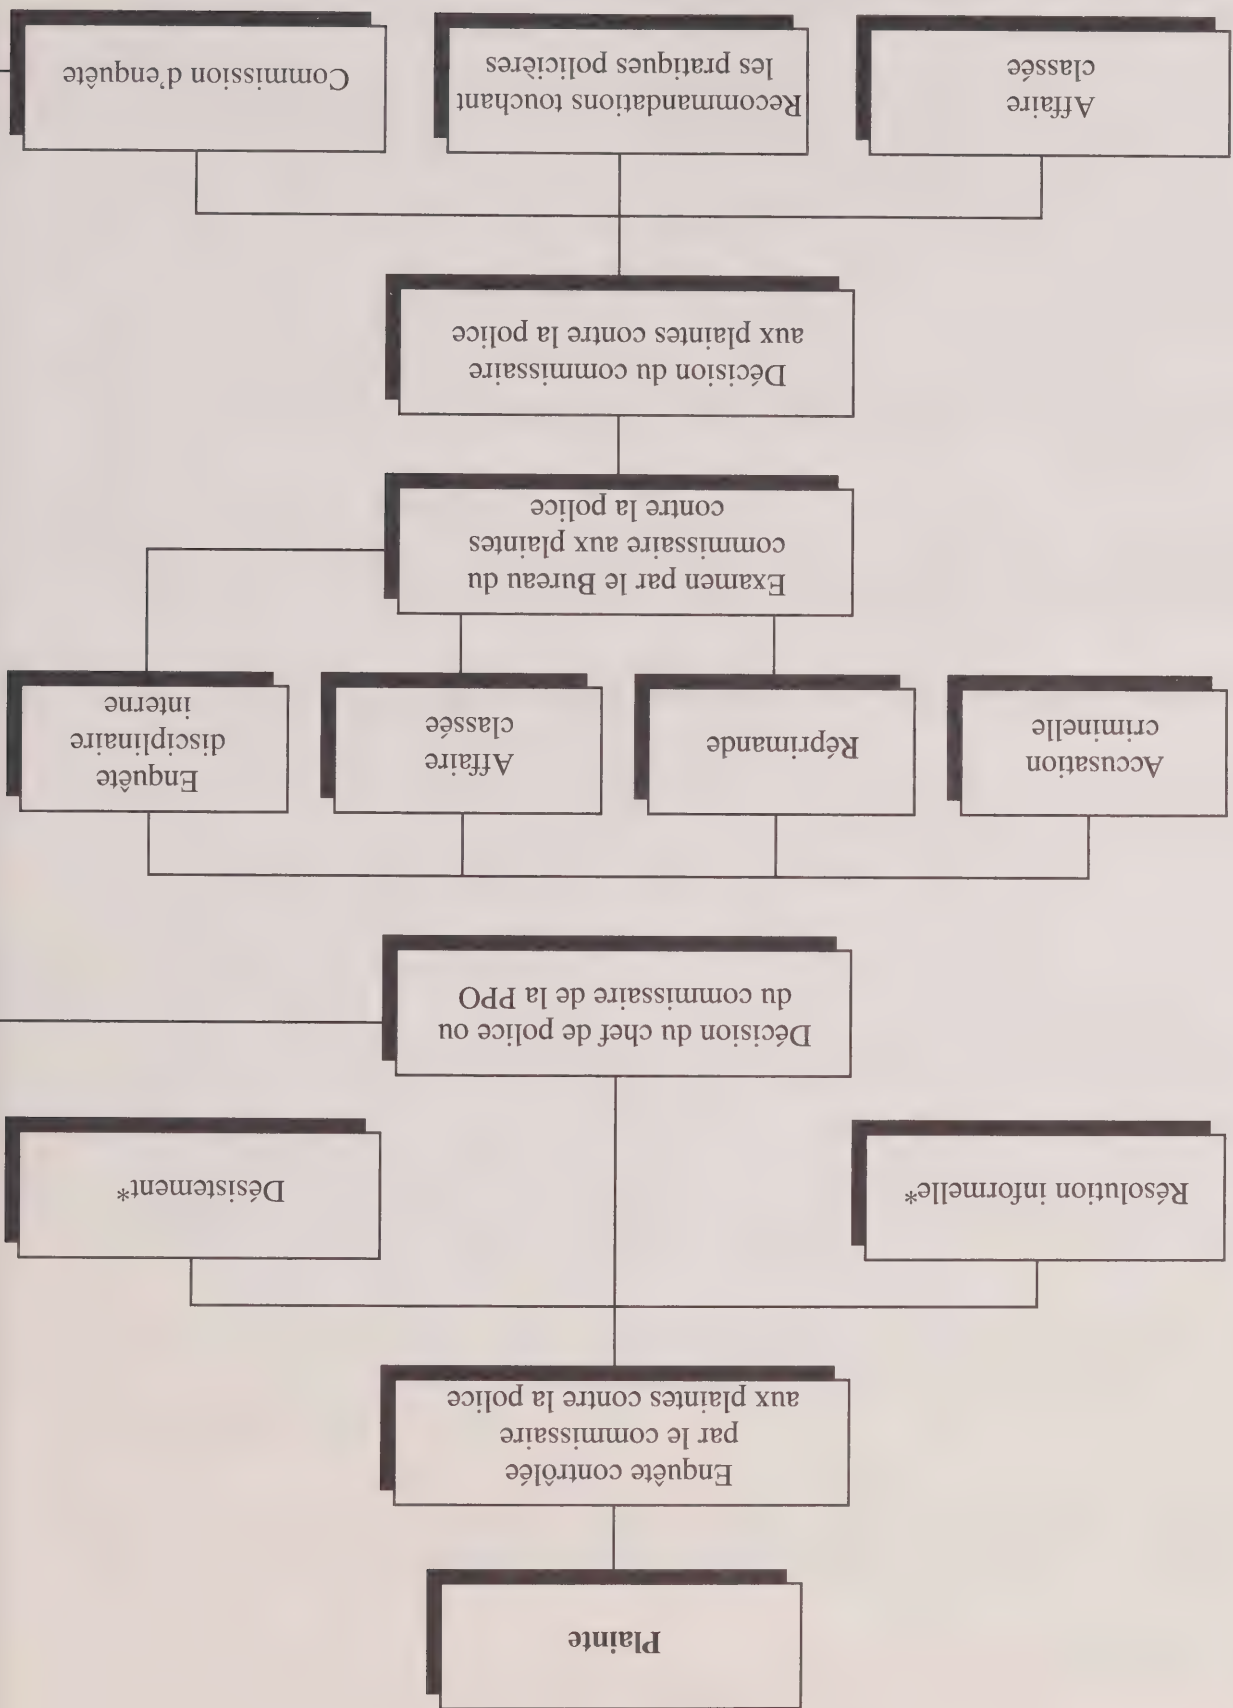 Plainte
Enquête contrôlée
par le commissaire
aux plaintes contre la police
Résolution informelle*
Désistement*
Décision du chef de police ou
du commissaire de la PPO
Accusation
criminelle
Réprimande
Affaire
classée
Enquête
disciplinaire
interne
Examen par le Bureau du
commissaire aux plaintes
contre la police
Décision du commissaire
aux plaintes contre la police
Affaire
classée
Recommandations touchant
les pratiques policières
Commission d'enquête